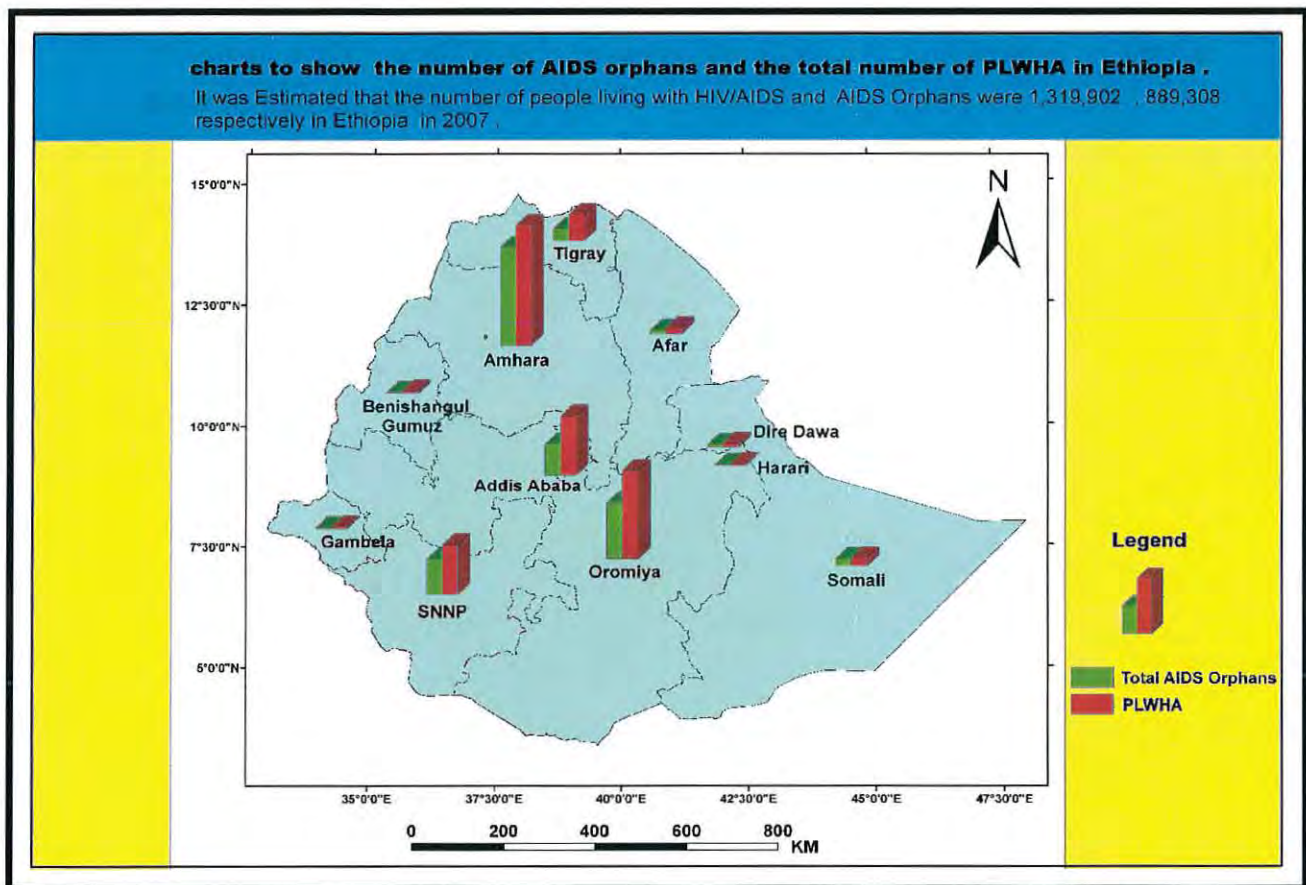 charts to show the number of AIDS orphans and the total number of PLWHA in Ethiopia .
It was Estimated that the number of people living with HIV/AIDS and AIDS Orphans were 1,319,902 , 889,308
respectively in Ethiopia in 2007 .
15°0'0"N
N
Tigray
12°30'0"N
Afar
Amhara
Benishangul
Gumuz
10°0'0"N
Dire Dawa
Harari
Addis Ababa
Gambela
7°30'0"N
Legend
Oromiya
Somali
SNNP
5°0'0"N
Total AIDS Orphans
PLWHA
35°0'0"E 37°30'0"E 40°0'0"E 42°30'0"E 45°0'0"E 47°30'0"E
0 200 400 600 800
KM